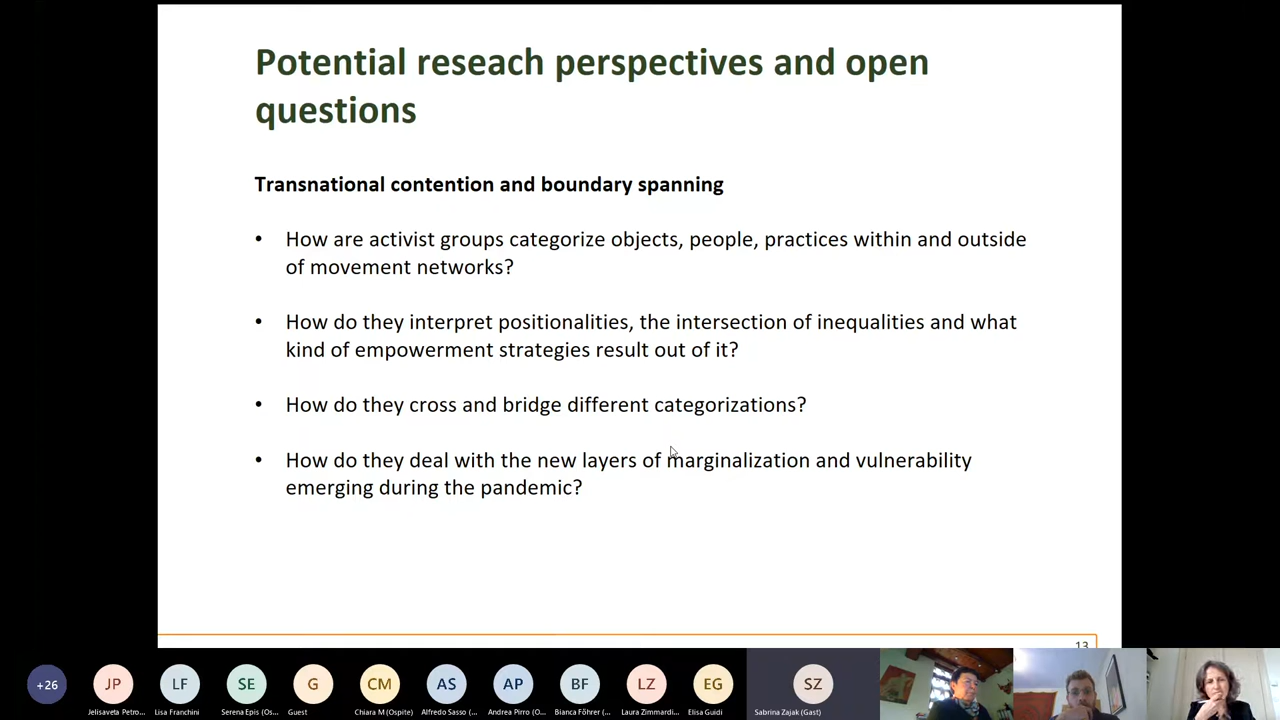 Potential reseach perspectives and open
questions
Transnational contention and boundary spanning
• How are activist groups categorize objects, people, practices within and outside
of movement networks?
• How do they interpret positionalities, the intersection of inequalities and what
kind of empowerment strategies result out of it?
• How do they cross and bridge different categorizations?
• How do they deal with the new layers of marginalization and vulnerability
emerging during the pandemic?
13
+26 JP LF SE G CM AS AP BF LZ EG SZ
Jelisaveta Petro... Lisa Franchini Serena Epis (Os... Guest Chiara M (Ospite) Alfredo Sasso (... Andrea Pirro (O... Bianca Föhrer (... Laura Zimmardi... Elisa Guidi Sabrina Zajak (Gast)